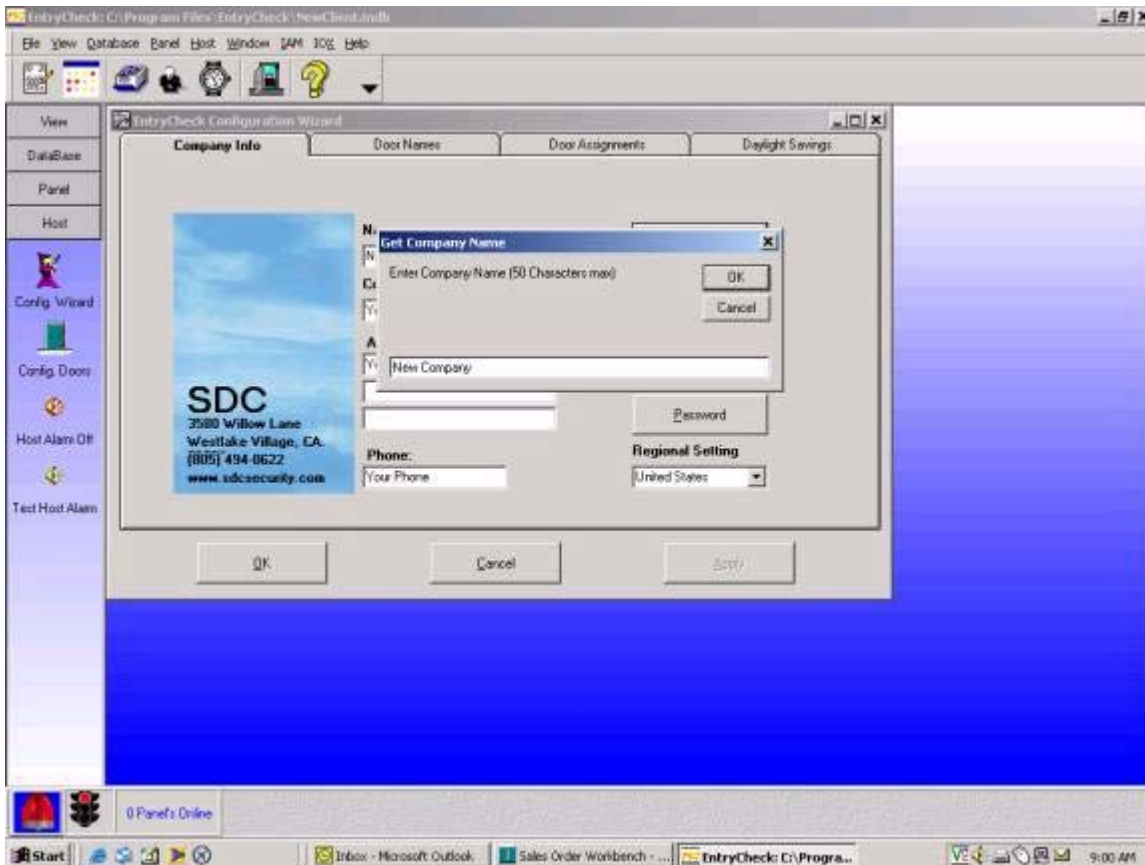 EntryCheck: C:\Program Files\EntryCheck\NewClient.mdb
File View Database Panel Host Window IAM IOX Help
View
DataBase
Panel
Host
Config. Wizard
Config. Doors
Host Alarm Off
Test Host Alarm
EntryCheck Configuration Wizard
Company Info Door Names Door Assignments Daylight Savings
SDC
3580 Willow Lane
Westlake Village, CA.
(805) 494-0622
www.sdcsecurity.com
Get Company Name
Enter Company Name (50 Characters max)
OK
Cancel
New Company
Password
Phone:
Your Phone
Regional Setting
United States
OK Cancel Apply
0 Panel's Online
Start
Inbox - Microsoft Outlook
Sales Order Workbench - ...
EntryCheck: C:\Progra...
9:00 AM